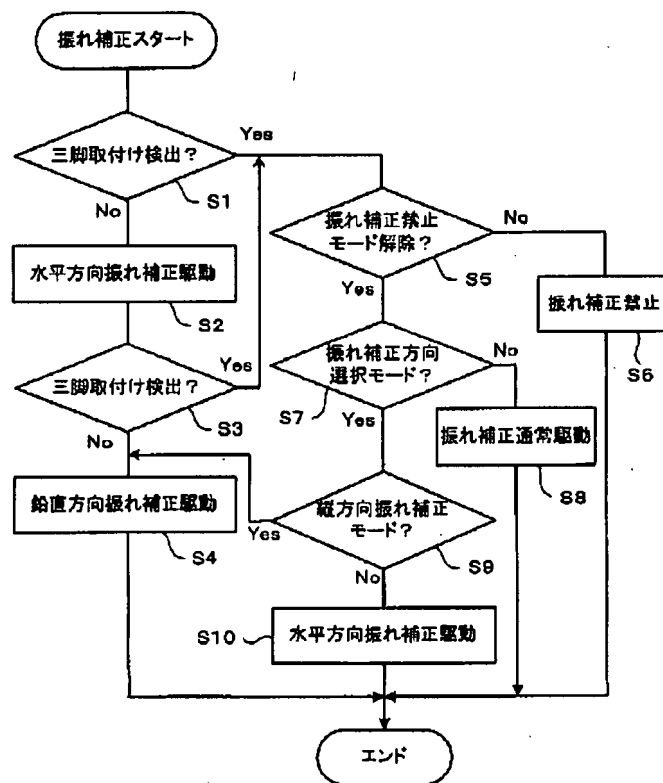 振れ補正スタート
三脚取付け検出？
Yes
S1
No
水平方向振れ補正駆動
S2
三脚取付け検出？
Yes
S3
No
鉛直方向振れ補正駆動
S4
振れ補正禁止
モード解除？
No
S5
Yes
振れ補正禁止
S6
振れ補正方向
選択モード？
No
S7
Yes
振れ補正通常駆動
S8
縦方向振れ補正
モード？
Yes
S9
No
S10
水平方向振れ補正駆動
エンド